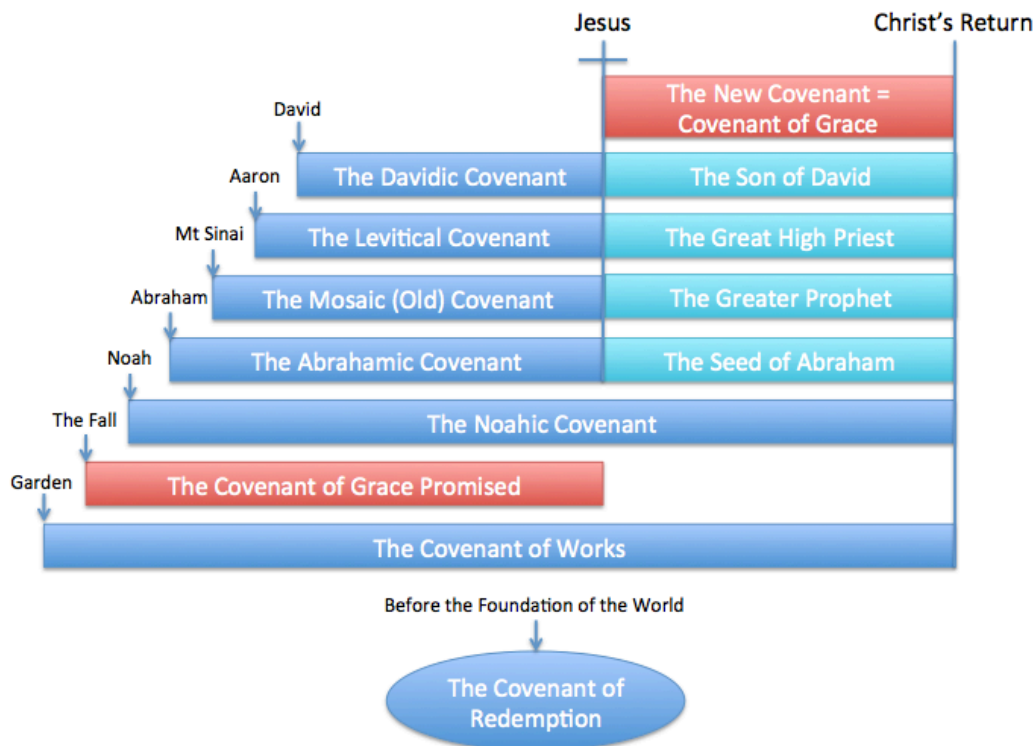 Jesus
Christ's Return
The New Covenant =
Covenant of Grace
David
The Davidic Covenant
The Son of David
Aaron
The Levitical Covenant
The Great High Priest
Mt Sinai
The Mosaic (Old) Covenant
The Greater Prophet
Abraham
The Abrahamic Covenant
The Seed of Abraham
Noah
The Noahic Covenant
The Fall
The Covenant of Grace Promised
Garden
The Covenant of Works
Before the Foundation of the World
The Covenant of
Redemption